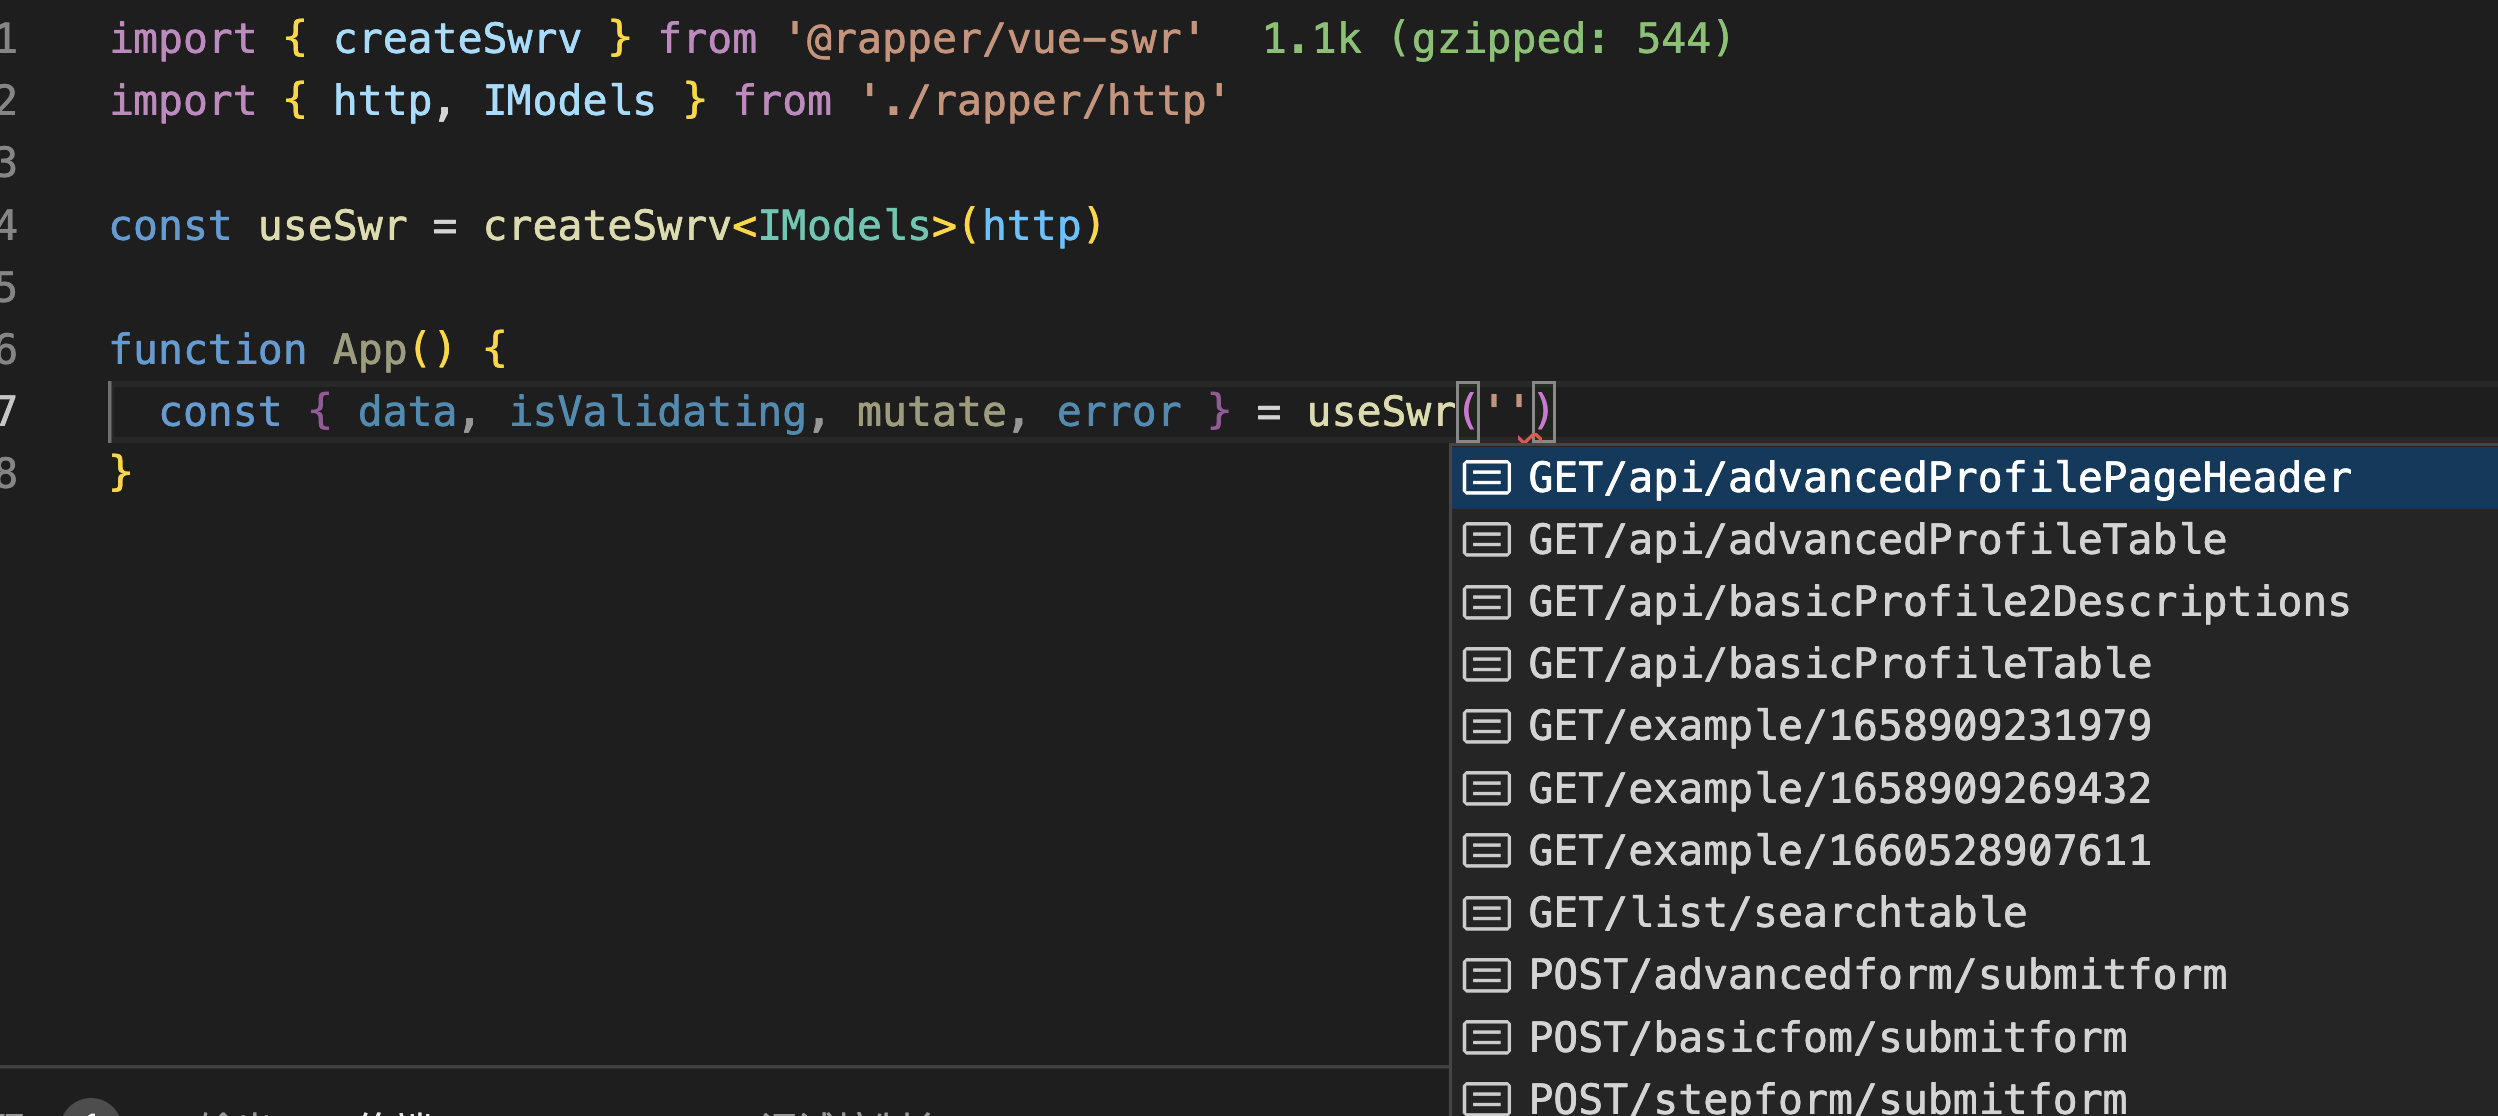 1 import { createSwrv } from '@rapper/vue-swr' 1.1k (gzipped: 544)
2 import { http, IModels } from './rapper/http'
3
4 const useSwr = createSwrv<IModels>(http)
5
6 function App() {
7 const { data, isValidating, mutate, error } = useSwr('')
8 }
GET/api/advancedProfilePageHeader
GET/api/advancedProfileTable
GET/api/basicProfile2Descriptions
GET/api/basicProfileTable
GET/example/1658909231979
GET/example/1658909269432
GET/example/1660528907611
GET/list/searchtable
POST/advancedform/submitform
POST/basicfom/submitform
POST/stepform/submitform